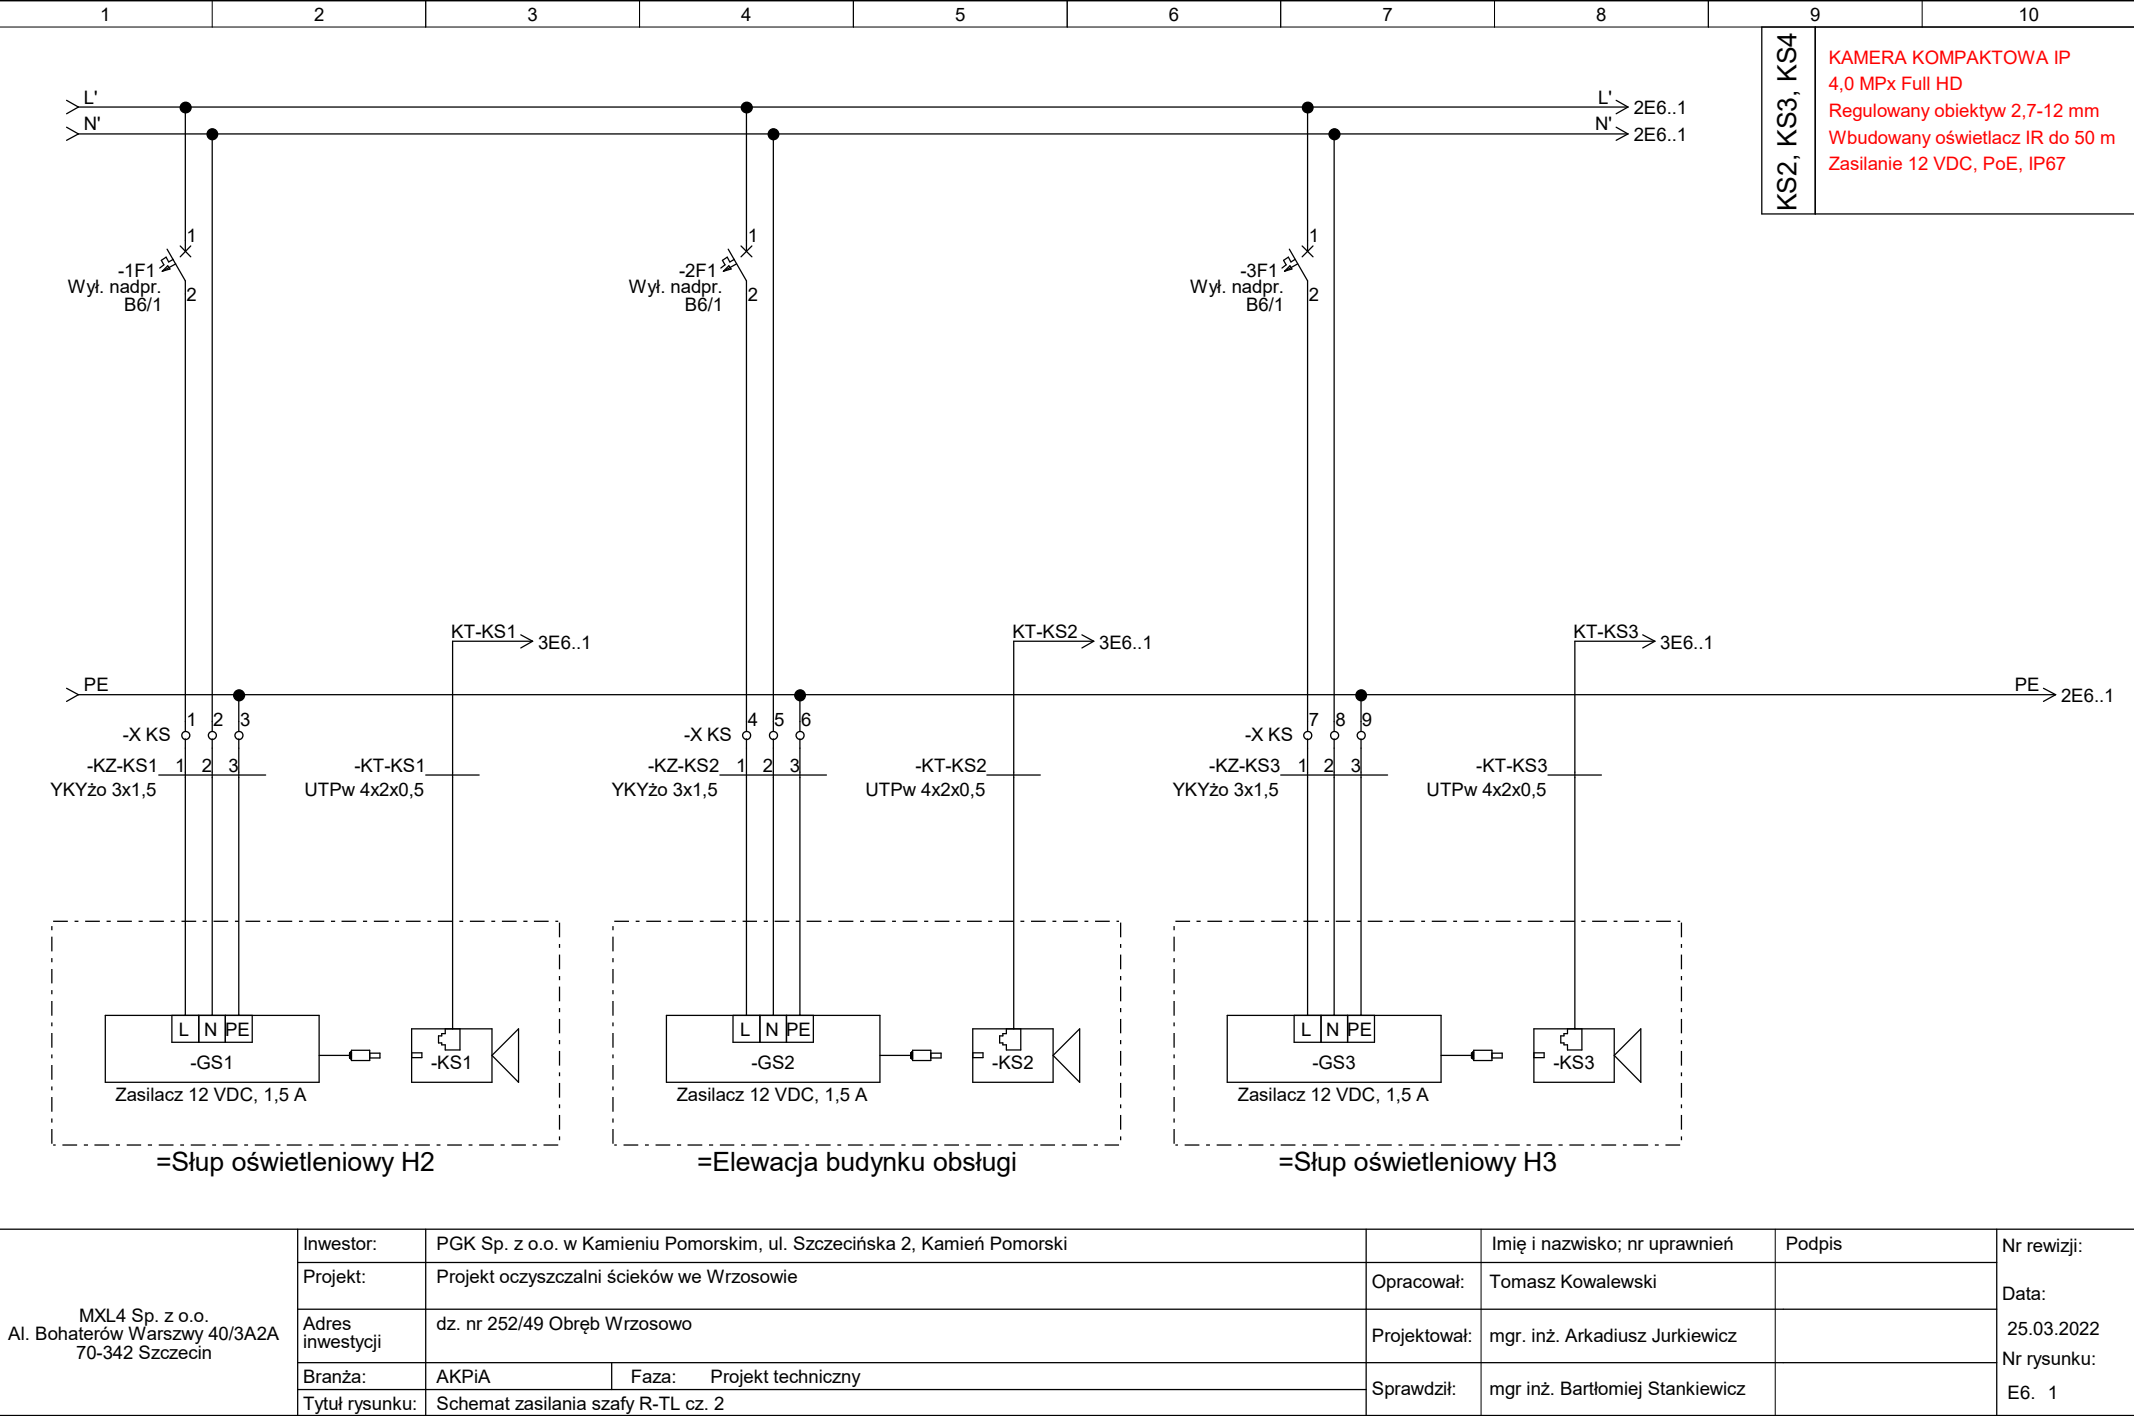 1 2 3 4 5 6 7 8 9 10
KS2, KS3, KS4
KAMERA KOMPAKTOWA IP
4,0 MPx Full HD
Regulowany obiektyw 2,7-12 mm
Wbudowany oświetlacz IR do 50 m
Zasilanie 12 VDC, PoE, IP67
L' L' 2E6..1
N' N' 2E6..1
1 1 1
-1F1 -2F1 -3F1
Wył. nadpr. Wył. nadpr. Wył. nadpr.
B6/1 B6/1 B6/1
2 2 2
KT-KS1 3E6..1 KT-KS2 3E6..1 KT-KS3 3E6..1
PE PE 2E6..1
1 2 3 4 5 6 7 8 9
-X KS -X KS -X KS
-KZ-KS1 1 2 3 -KT-KS1 -KZ-KS2 1 2 3 -KT-KS2 -KZ-KS3 1 2 3 -KT-KS3
YKYżo 3x1,5 UTPw 4x2x0,5 YKYżo 3x1,5 UTPw 4x2x0,5 YKYżo 3x1,5 UTPw 4x2x0,5
L N PE L N PE L N PE
-GS1 -KS1 -GS2 -KS2 -GS3 -KS3
Zasilacz 12 VDC, 1,5 A Zasilacz 12 VDC, 1,5 A Zasilacz 12 VDC, 1,5 A
=Słup oświetleniowy H2 =Elewacja budynku obsługi =Słup oświetleniowy H3
MXL4 Sp. z o.o.
Al. Bohaterów Warszwy 40/3A2A
70-342 Szczecin
Inwestor: PGK Sp. z o.o. w Kamieniu Pomorskim, ul. Szczecińska 2, Kamień Pomorski
Projekt: Projekt oczyszczalni ścieków we Wrzosowie
Adres
inwestycji
dz. nr 252/49 Obręb Wrzosowo
Branża: AKPiA Faza: Projekt techniczny
Tytuł rysunku: Schemat zasilania szafy R-TL cz. 2
Imię i nazwisko; nr uprawnień Podpis
Opracował: Tomasz Kowalewski
Projektował: mgr. inż. Arkadiusz Jurkiewicz
Sprawdził: mgr inż. Bartłomiej Stankiewicz
Nr rewizji:
Data:
25.03.2022
Nr rysunku:
E6. 1